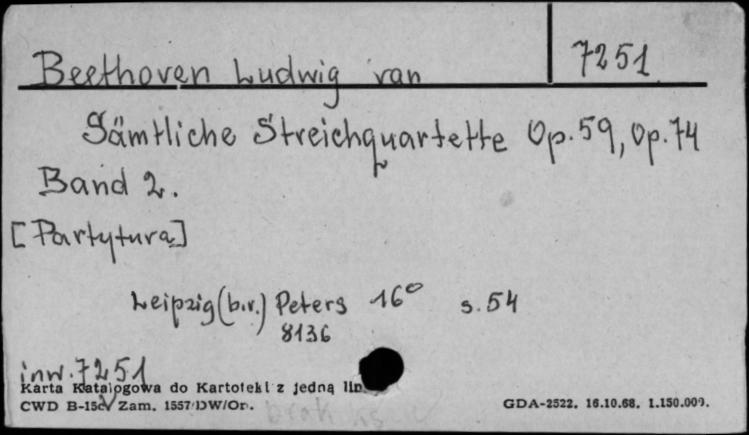 Beethoven Ludwig van 7251
Sämtliche Streichquartette Op. 59, Op. 74
Band 2.
[Partytura]
Leipzig (b.r.) Peters 16° s. 54
8136
inw. 7251
Karta Katalogowa do Kartoteki z jedną
CWD B-15c Zam. 1557/DW/Or.
GDA-2522. 16.10.68. 1.150.000.